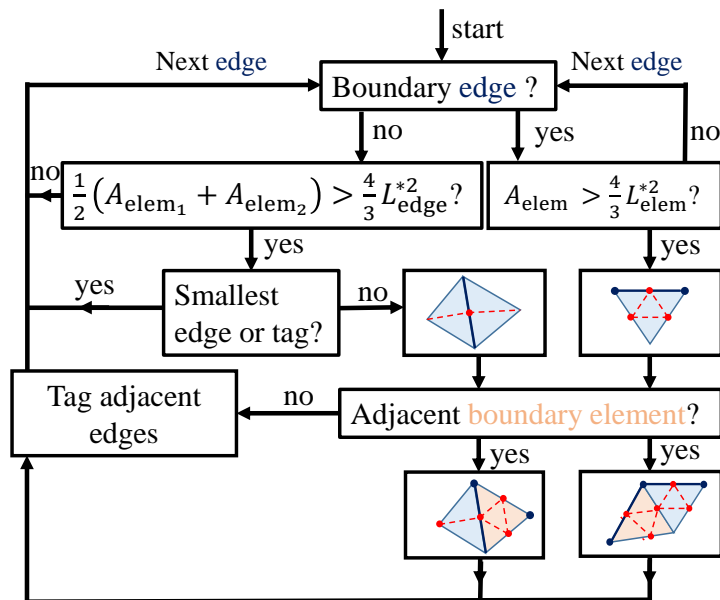 start
Next edge
Next edge
Boundary edge ?
no
yes
no
no
½(A_elem₁ + A_elem₂) > 4/3 L*²_edge?
A_elem > 4/3 L*²_elem?
yes
yes
yes
Smallest
edge or tag?
no
Tag adjacent
edges
no
Adjacent boundary element?
yes
yes